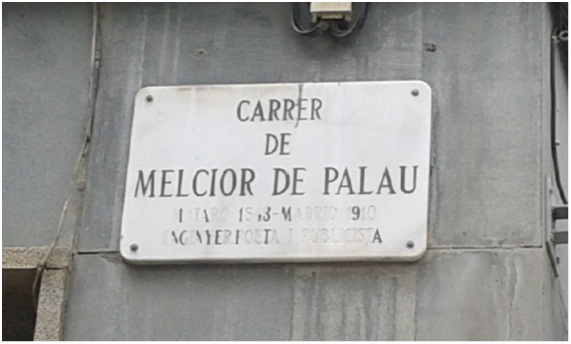 CARRER
DE
MELCIOR DE PALAU
MATARÓ 1843-MADRID 1910
ENGINYER.POETA I PUBLICISTA